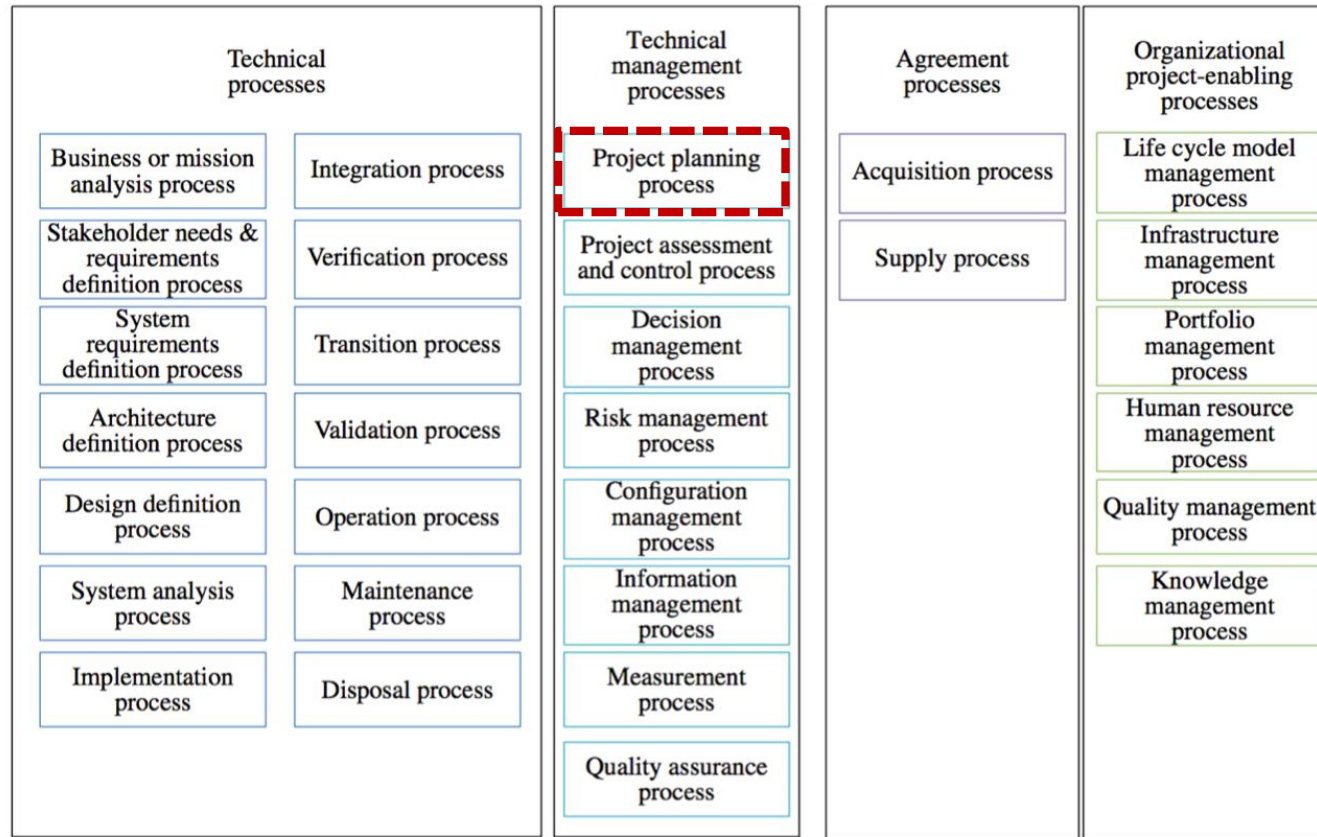 Technical
processes
Business or mission
analysis process
Stakeholder needs &
requirements
definition process
System
requirements
definition process
Architecture
definition process
Design definition
process
System analysis
process
Implementation
process
Integration process
Verification process
Transition process
Validation process
Operation process
Maintenance
process
Disposal process
Technical
management
processes
Project planning
process
Project assessment
and control process
Decision
management
process
Risk management
process
Configuration
management
process
Information
management
process
Measurement
process
Quality assurance
process
Agreement
processes
Acquisition process
Supply process
Organizational
project-enabling
processes
Life cycle model
management
process
Infrastructure
management
process
Portfolio
management
process
Human resource
management
process
Quality management
process
Knowledge
management
process